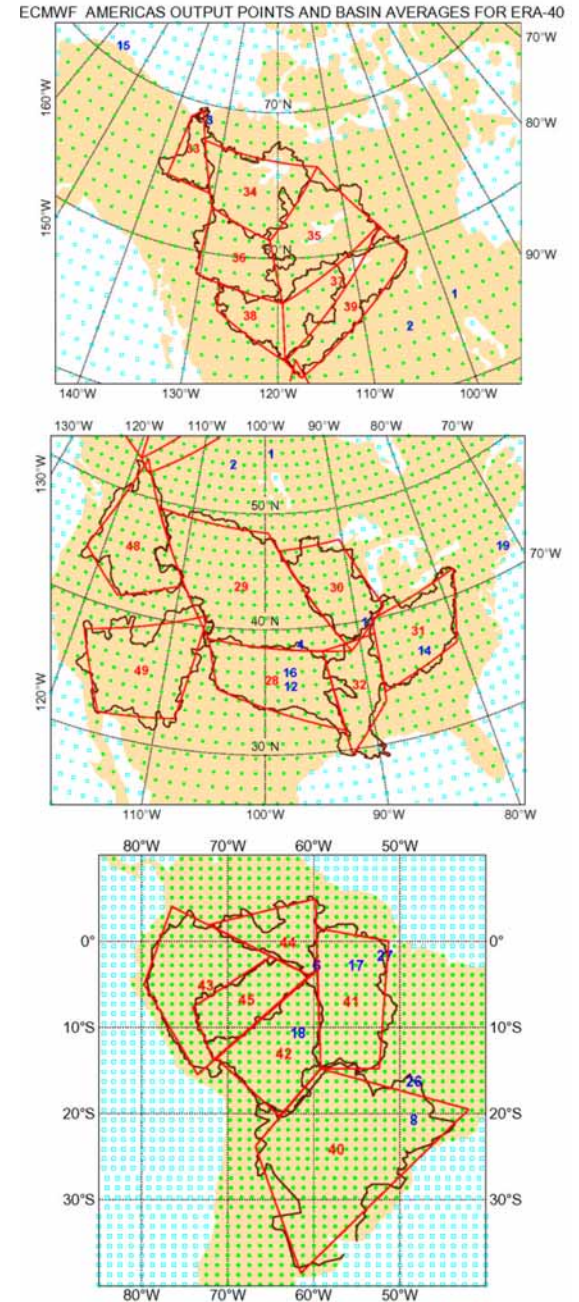 ECMWF AMERICAS OUTPUT POINTS AND BASIN AVERAGES FOR ERA-40
15
70°W
160°W
70°N
3
33
80°W
34
150°W
35
60°N
36
90°W
37
1
38
39
2
140°W 130°W 120°W 110°W 100°W
130°W 120°W 110°W 100°W 90°W 80°W 70°W
130°W
2 1
50°N
48
19
70°W
29
30
40°N
31
4
14
49
16
28
12
32
120°W
30°N
110°W 100°W 90°W 80°W
80°W 70°W 60°W 50°W
0° 44 0°
27
6 17
43
45
41
10°S 18 10°S
42
26
20°S 8 20°S
40
30°S 30°S
80°W 70°W 60°W 50°W